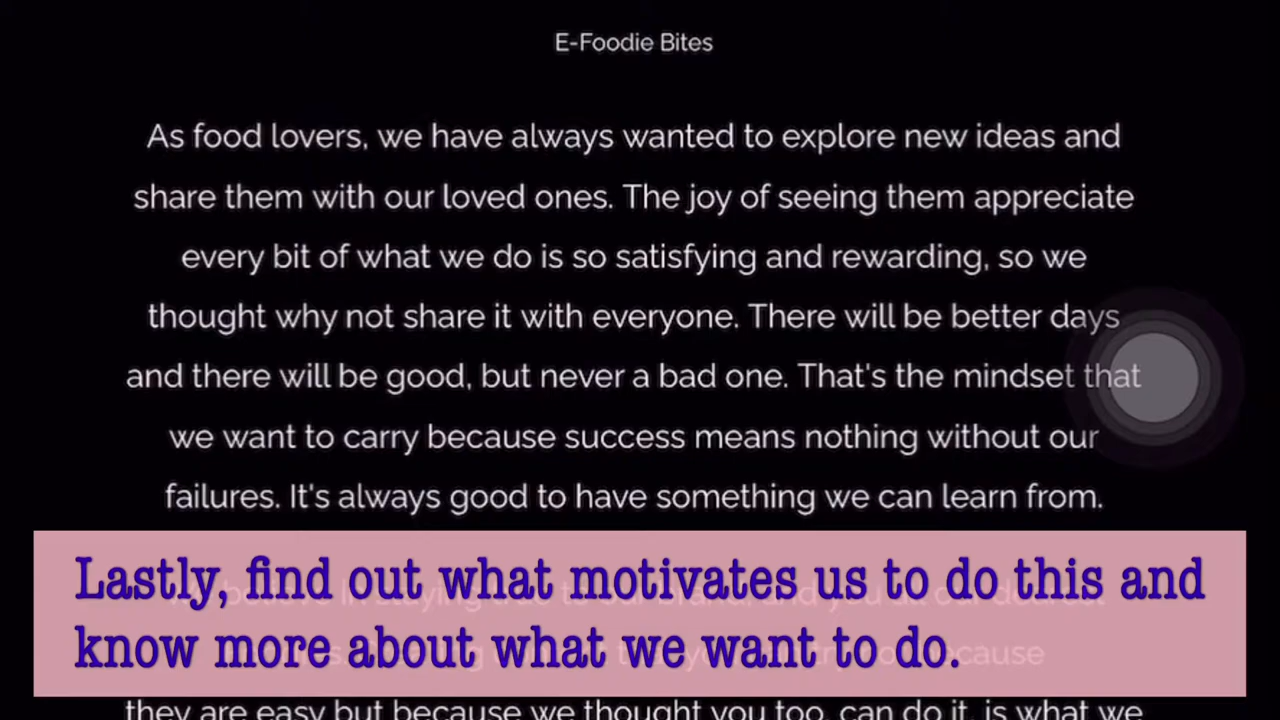 E-Foodie Bites
As food lovers, we have always wanted to explore new ideas and
share them with our loved ones. The joy of seeing them appreciate
every bit of what we do is so satisfying and rewarding, so we
thought why not share it with everyone. There will be better days
and there will be good, but never a bad one. That's the mindset that
we want to carry because success means nothing without our
failures. It's always good to have something we can learn from.
Lastly, find out what motivates us to do this and
know more about what we want to do.
they are easy but because we thought you too, can do it, is what we